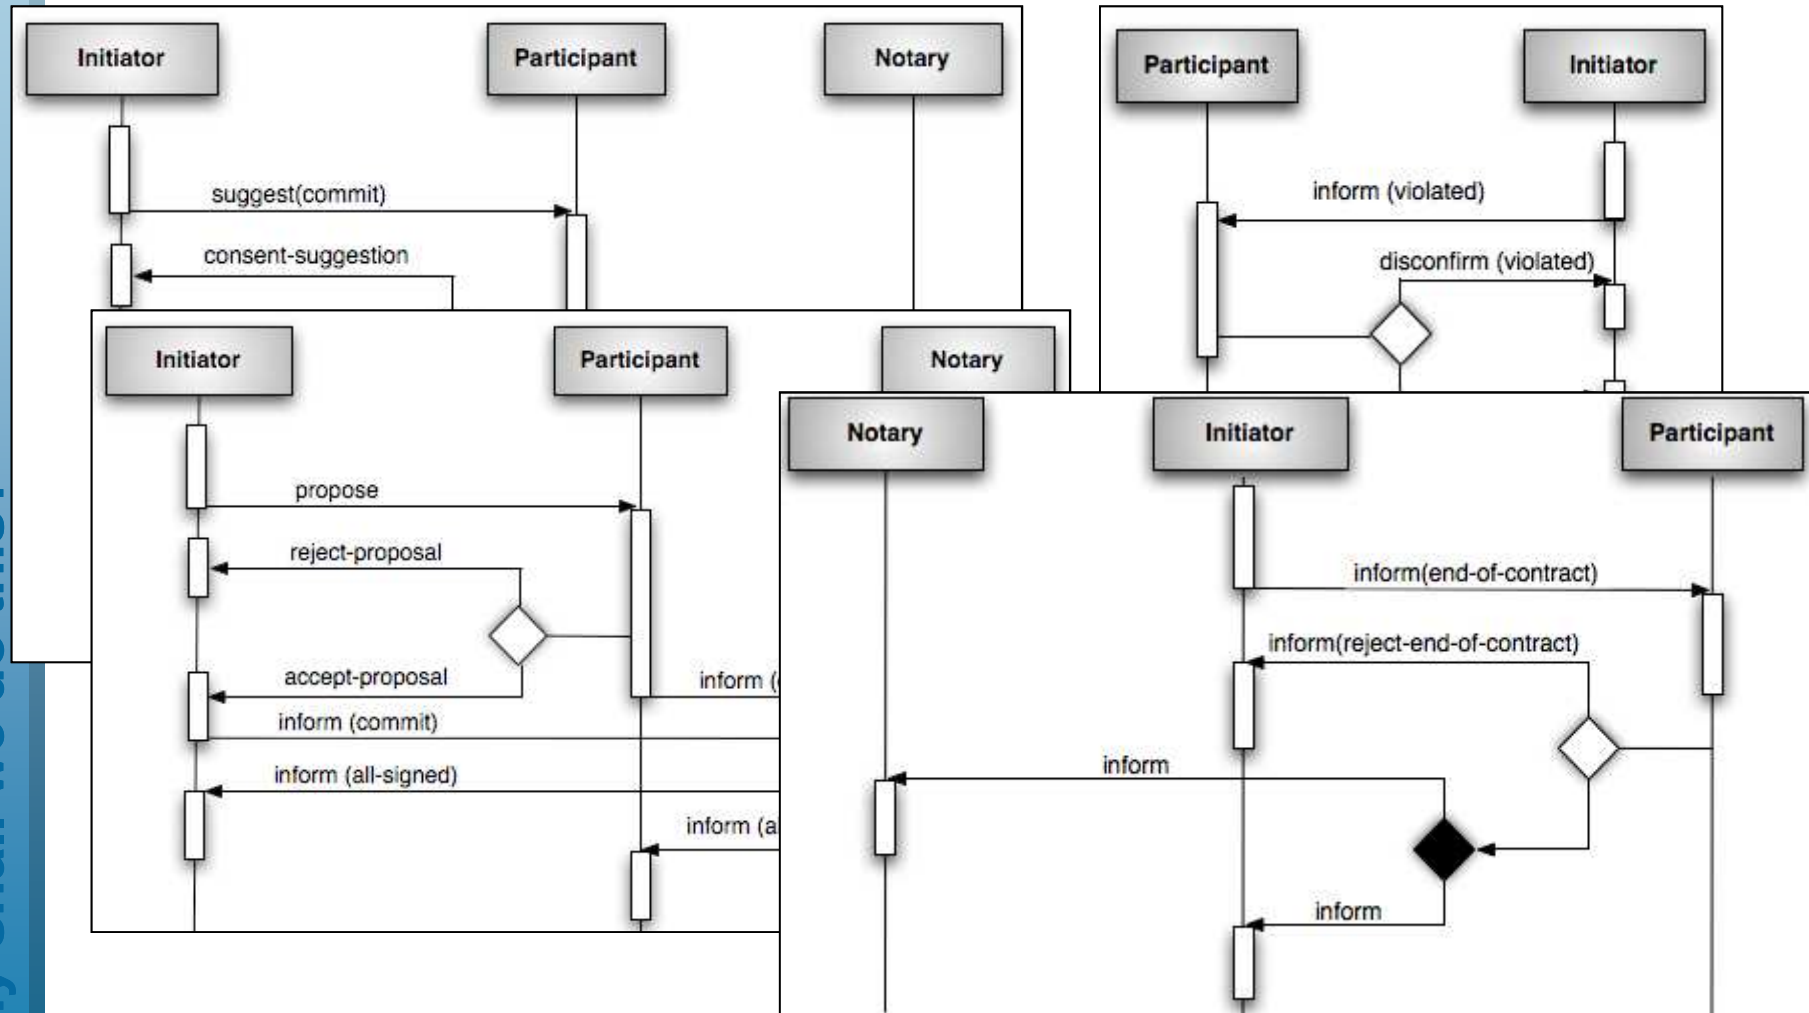 Initiator
Participant
Notary
suggest(commit)
consent-suggestion
Participant
Initiator
inform (violated)
disconfirm (violated)
Initiator
Participant
Notary
propose
reject-proposal
accept-proposal
inform (
inform (commit)
inform (all-signed)
inform (a
Notary
Initiator
Participant
inform(end-of-contract)
inform(reject-end-of-contract)
inform
inform